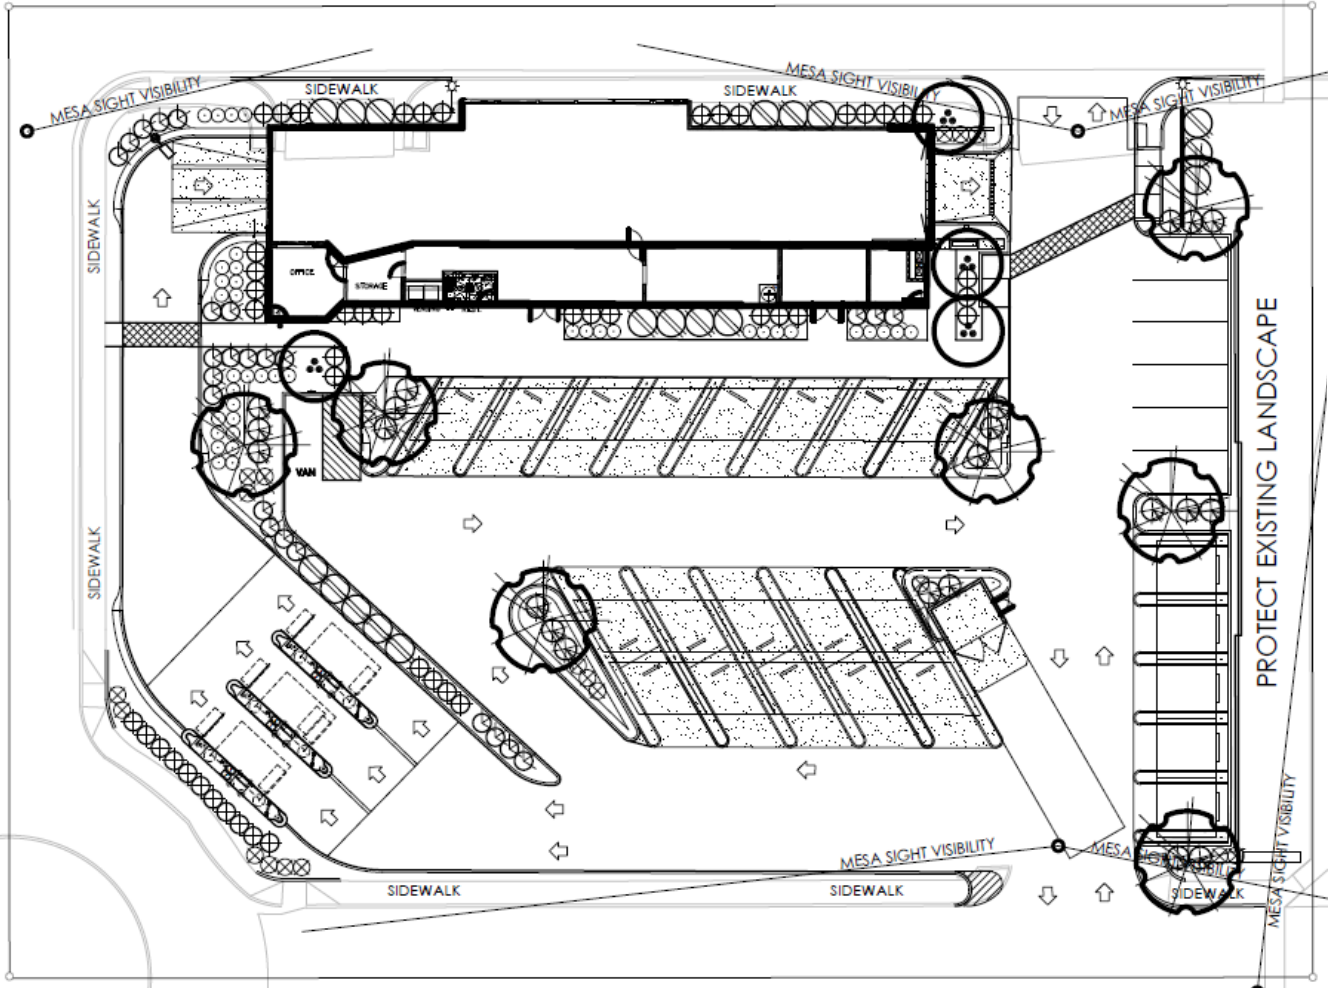 MESA SIGHT VISIBILITY
SIDEWALK
SIDEWALK
MESA SIGHT VISIBILITY
MESA SIGHT VISIBILITY
SIDEWALK
OFFICE
STORAGE
PROTECT EXISTING LANDSCAPE
VAN
SIDEWALK
MESA SIGHT VISIBILITY
MESA SIGHT VISIBILITY
MESA SIGHT VISIBILITY
SIDEWALK
SIDEWALK
SIDEWALK